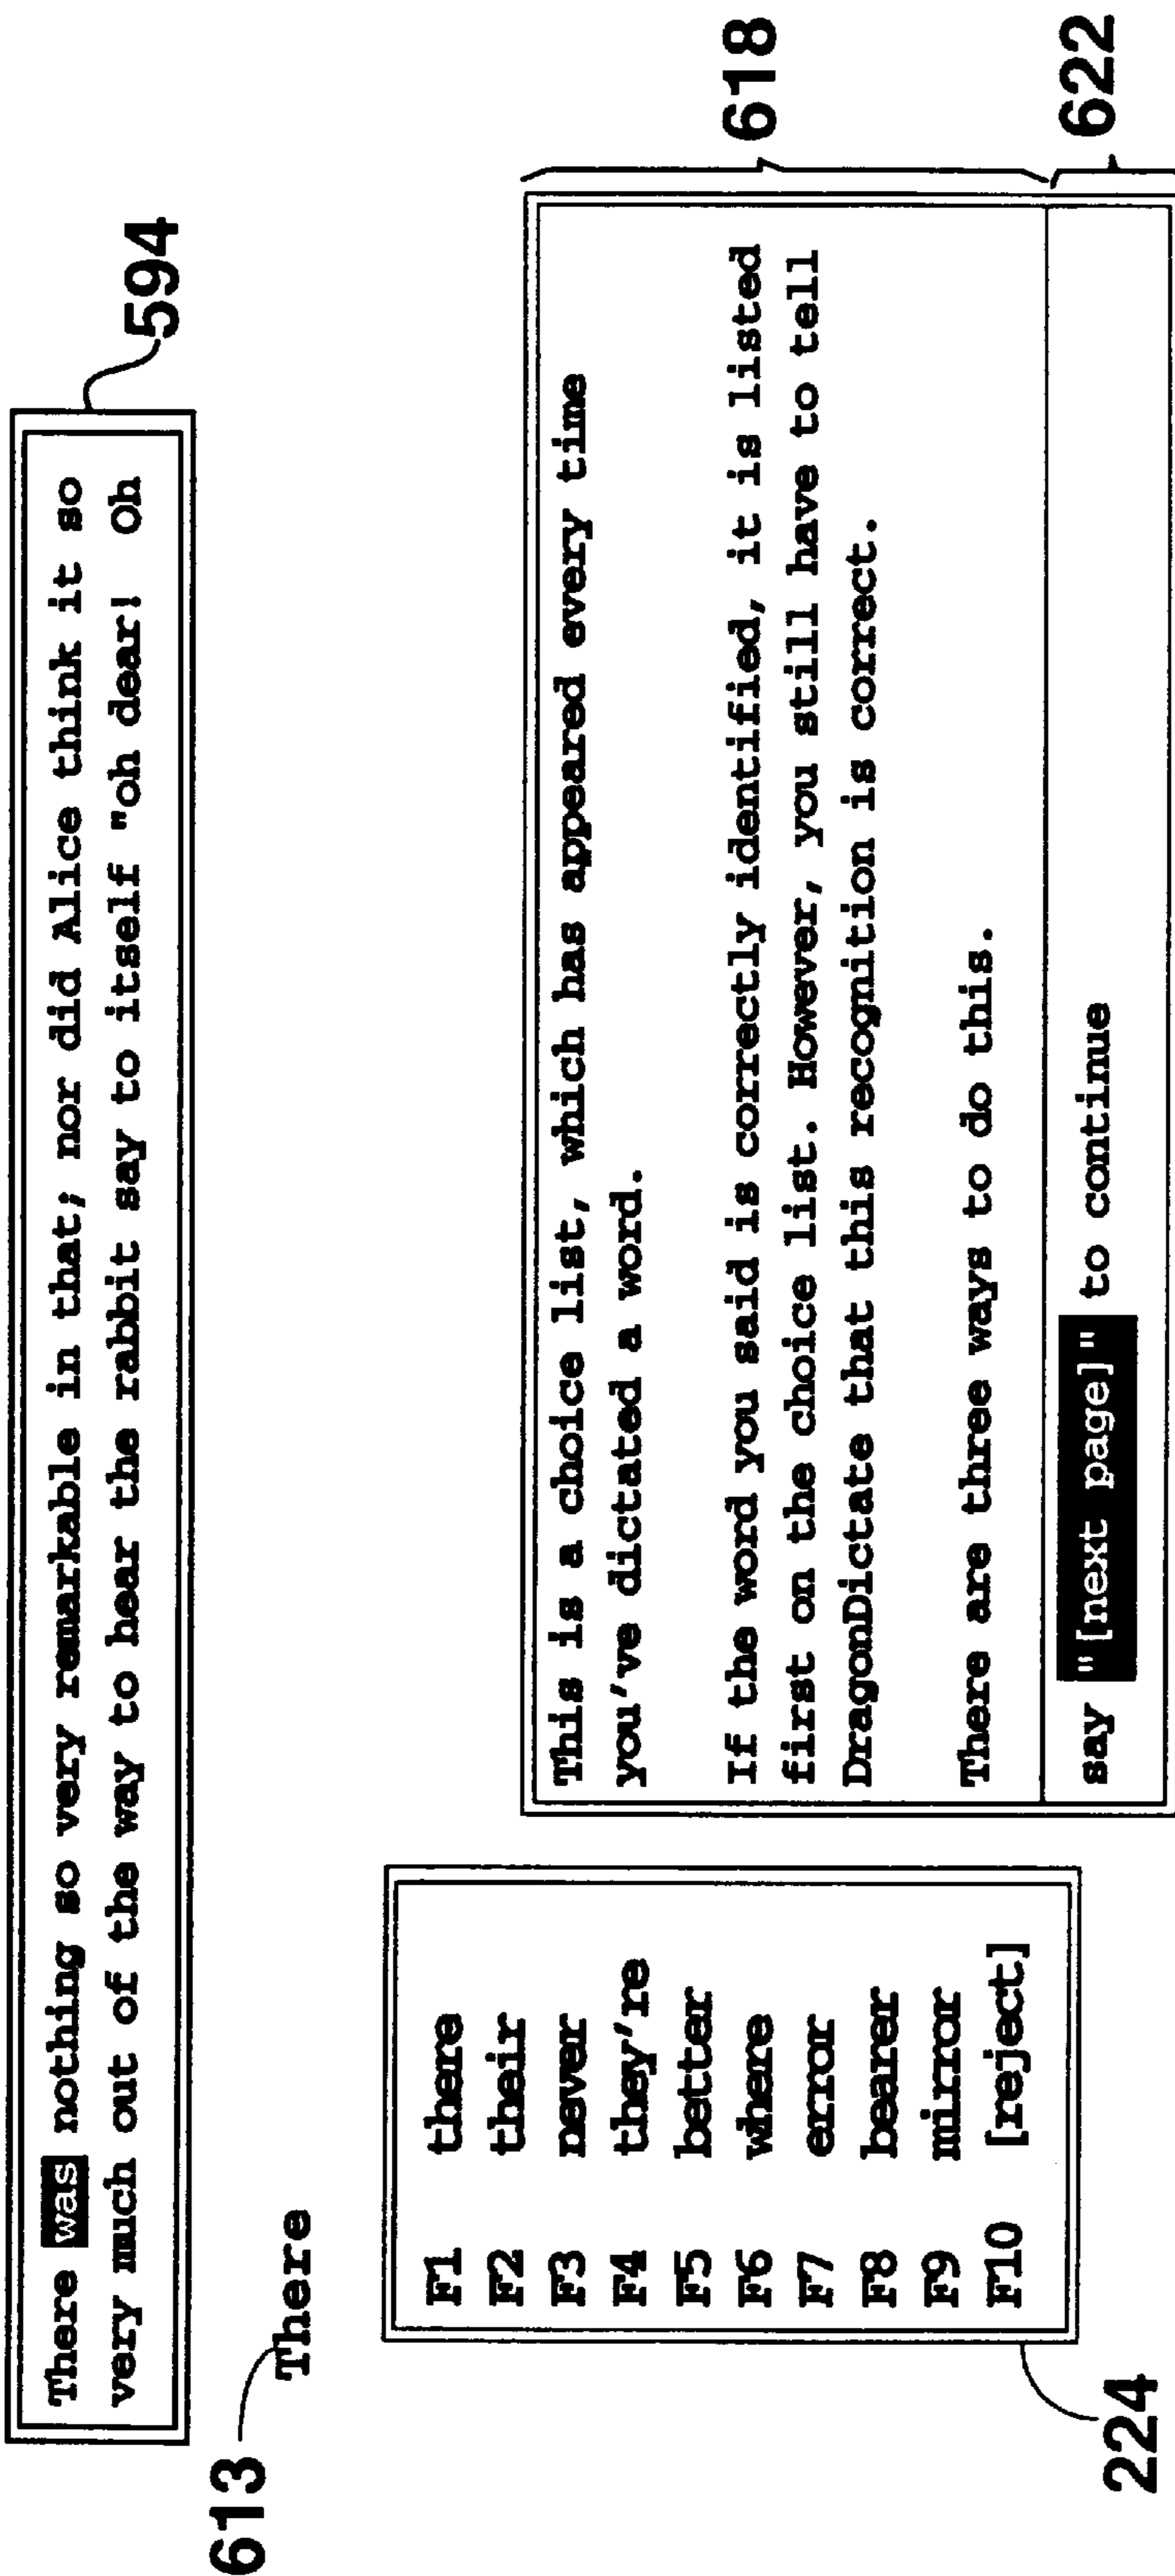 There was nothing so very remarkable in that; nor did Alice think it so
very much out of the way to hear the rabbit say to itself "oh dear! Oh
594
613
There
F1 there
F2 their
F3 never
F4 they're
F5 better
F6 where
F7 error
F8 bearer
F9 mirror
F10 [reject]
224
This is a choice list, which has appeared every time
you've dictated a word.
If the word you said is correctly identified, it is listed
first on the choice list. However, you still have to tell
DragonDictate that this recognition is correct.
There are three ways to do this.
618
say "[next page]" to continue
622